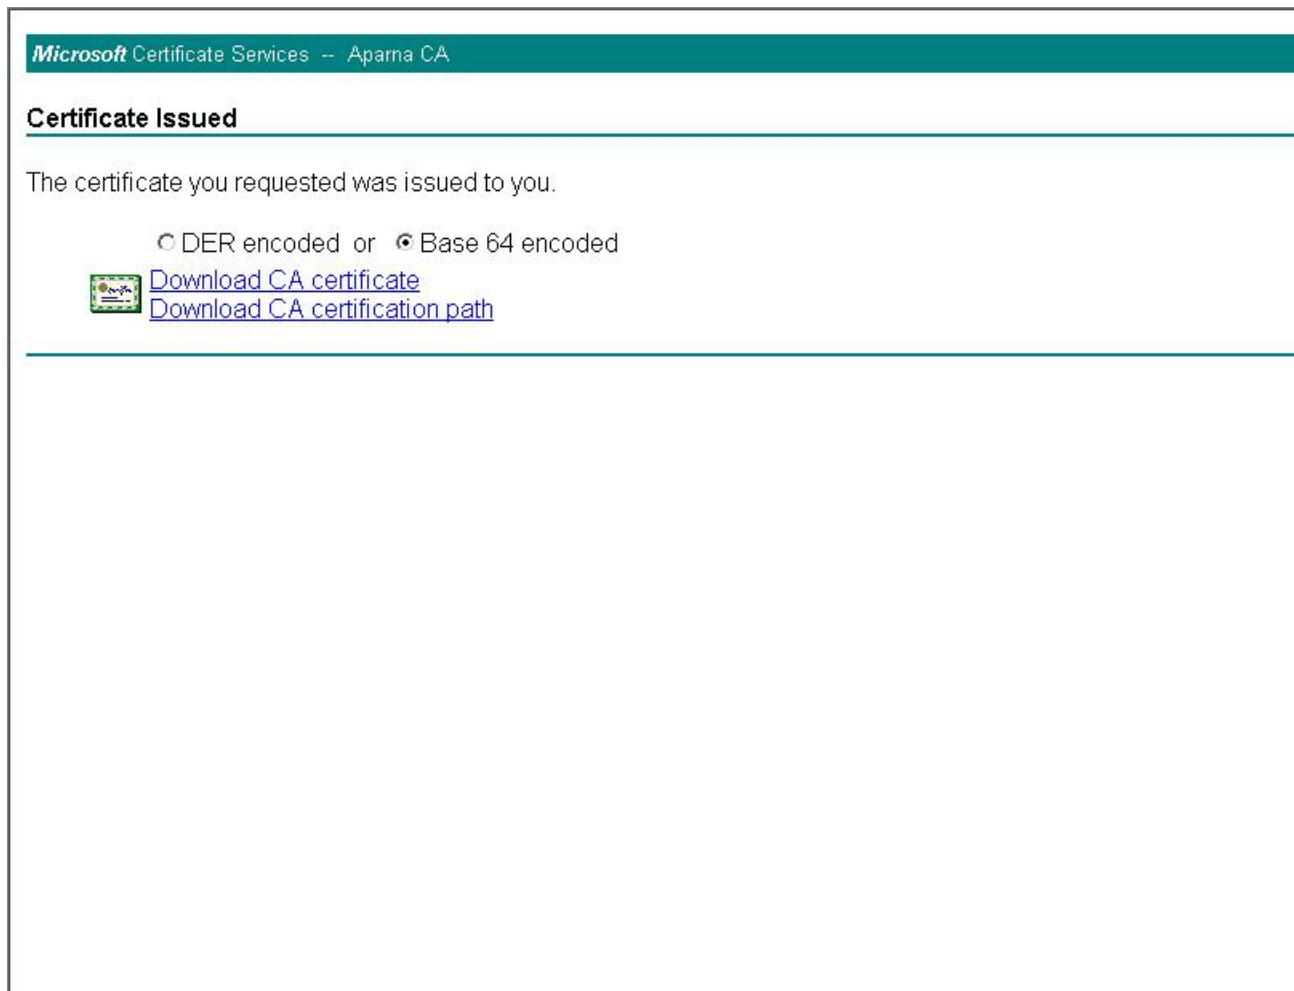 Microsoft Certificate Services -- Aparna CA
Certificate Issued
The certificate you requested was issued to you.
DER encoded or Base 64 encoded
Download CA certificate
Download CA certification path